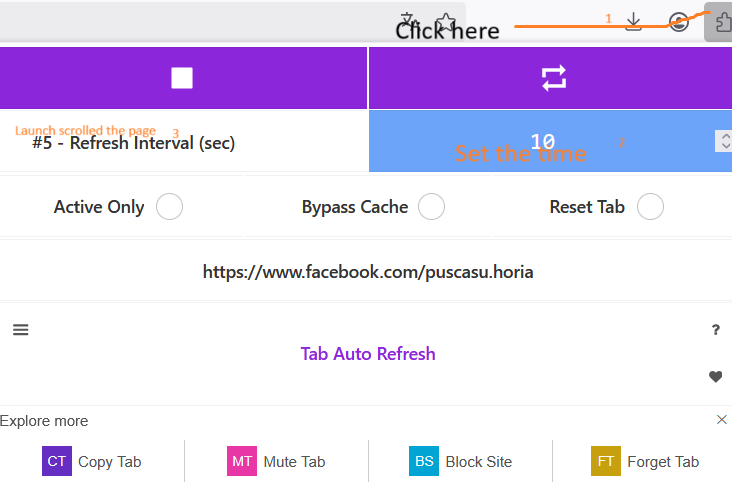 Click here
1
Launch scrolled the page 3
#5 - Refresh Interval (sec)
10
Set the time 2
Active Only
Bypass Cache
Reset Tab
https://www.facebook.com/puscasu.horia
?
Tab Auto Refresh
Explore more
CT Copy Tab
MT Mute Tab
BS Block Site
FT Forget Tab